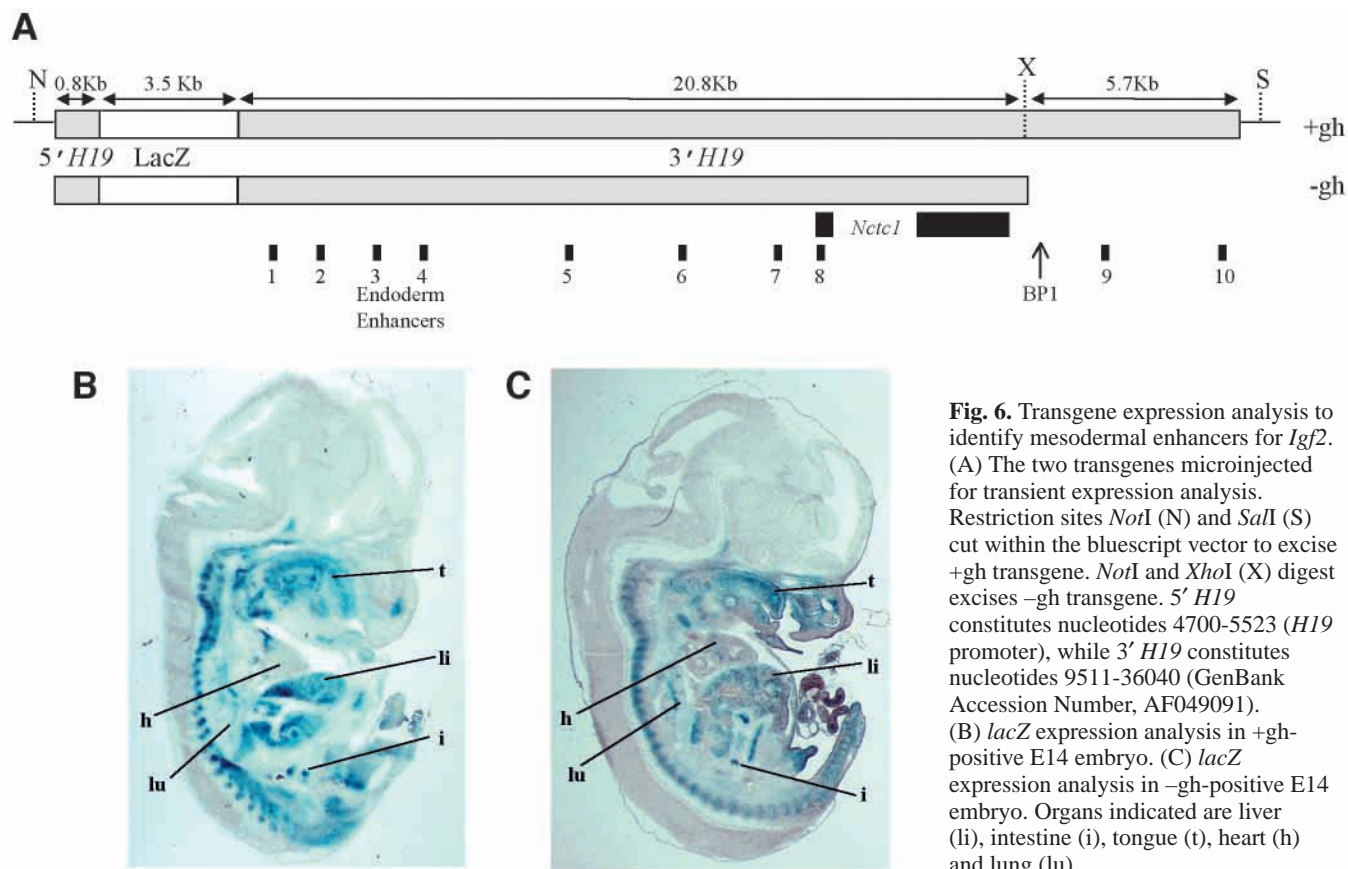 A
N 0.8Kb 3.5 Kb 20.8Kb X 5.7Kb S
+gh
5′ H19 LacZ 3′ H19
-gh
Nctc1
1 2 3 4 5 6 7 8 9 10
Endoderm
Enhancers
BP1
B
t
li
h
lu
i
C
t
li
h
lu
i
Fig. 6. Transgene expression analysis to
identify mesodermal enhancers for Igf2.
(A) The two transgenes microinjected
for transient expression analysis.
Restriction sites NotI (N) and SalI (S)
cut within the bluescript vector to excise
+gh transgene. NotI and XhoI (X) digest
excises –gh transgene. 5′ H19
constitutes nucleotides 4700-5523 (H19
promoter), while 3′ H19 constitutes
nucleotides 9511-36040 (GenBank
Accession Number, AF049091).
(B) lacZ expression analysis in +gh-
positive E14 embryo. (C) lacZ
expression analysis in –gh-positive E14
embryo. Organs indicated are liver
(li), intestine (i), tongue (t), heart (h)
and lung (lu)